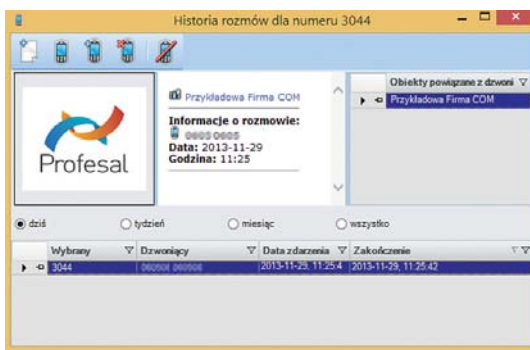 Historia rozmów dla numeru 3044
Profesal
Przykładowa Firma COM
Informacje o rozmowie:
Data: 2013-11-29
Godzina: 11:25
Obiekty powiązane z dzwoni
Przykładowa Firma COM
dziś tydzień miesiąc wszystko
Wybrany Dzwoniący Data zdarzenia Zakończenie
3044 2013-11-29, 11:25:4 2013-11-29, 11:25:42